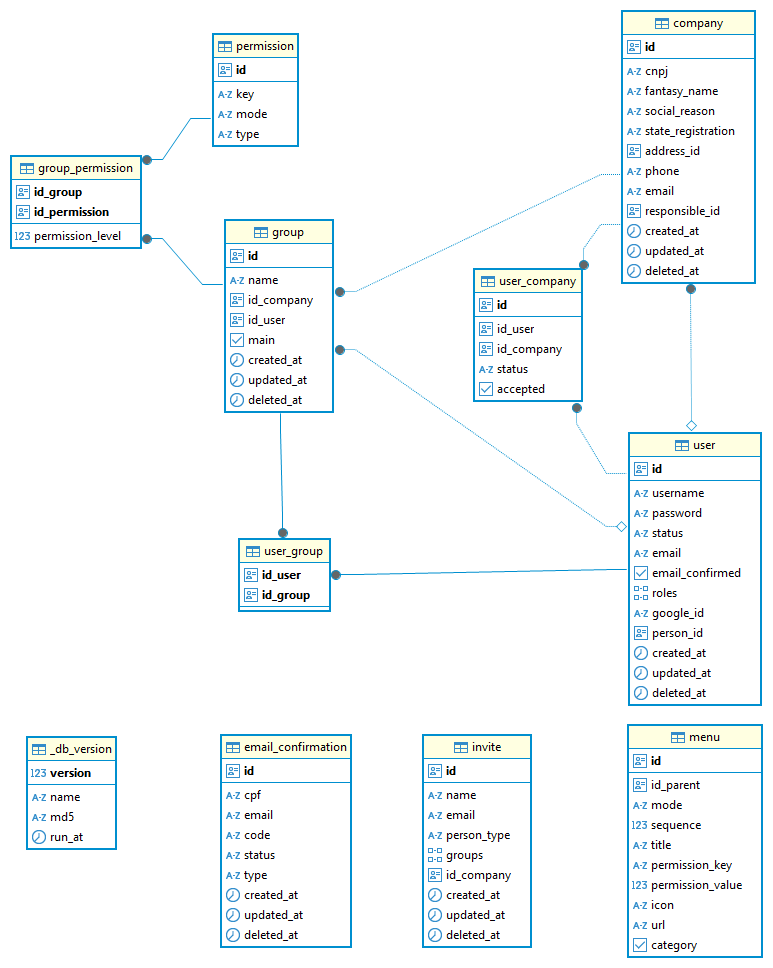 permission
id
A-Z key
A-Z mode
A-Z type
company
id
A-Z cnpj
A-Z fantasy_name
A-Z social_reason
A-Z state_registration
address_id
A-Z phone
A-Z email
responsible_id
created_at
updated_at
deleted_at
group_permission
id_group
id_permission
123 permission_level
group
id
A-Z name
id_company
id_user
main
created_at
updated_at
deleted_at
user_company
id
id_user
id_company
A-Z status
accepted
user
id
A-Z username
A-Z password
A-Z status
A-Z email
email_confirmed
roles
A-Z google_id
person_id
created_at
updated_at
deleted_at
user_group
id_user
id_group
_db_version
123 version
A-Z name
A-Z md5
run_at
email_confirmation
id
A-Z cpf
A-Z email
A-Z code
A-Z status
A-Z type
created_at
updated_at
deleted_at
invite
id
A-Z name
A-Z email
A-Z person_type
groups
id_company
created_at
updated_at
deleted_at
menu
id
id_parent
A-Z mode
123 sequence
A-Z title
A-Z permission_key
123 permission_value
A-Z icon
A-Z url
category